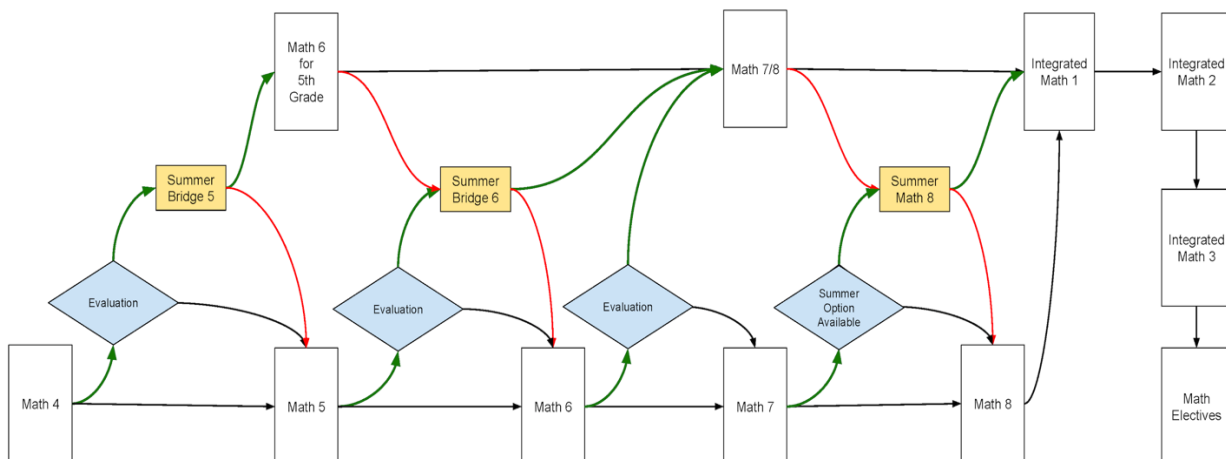 Math 6
for
5th
Grade
Math 7/8
Integrated
Math 1
Integrated
Math 2
Summer
Bridge 5
Summer
Bridge 6
Summer
Math 8
Integrated
Math 3
Evaluation
Evaluation
Evaluation
Summer
Option
Available
Math 4
Math 5
Math 6
Math 7
Math 8
Math
Electives